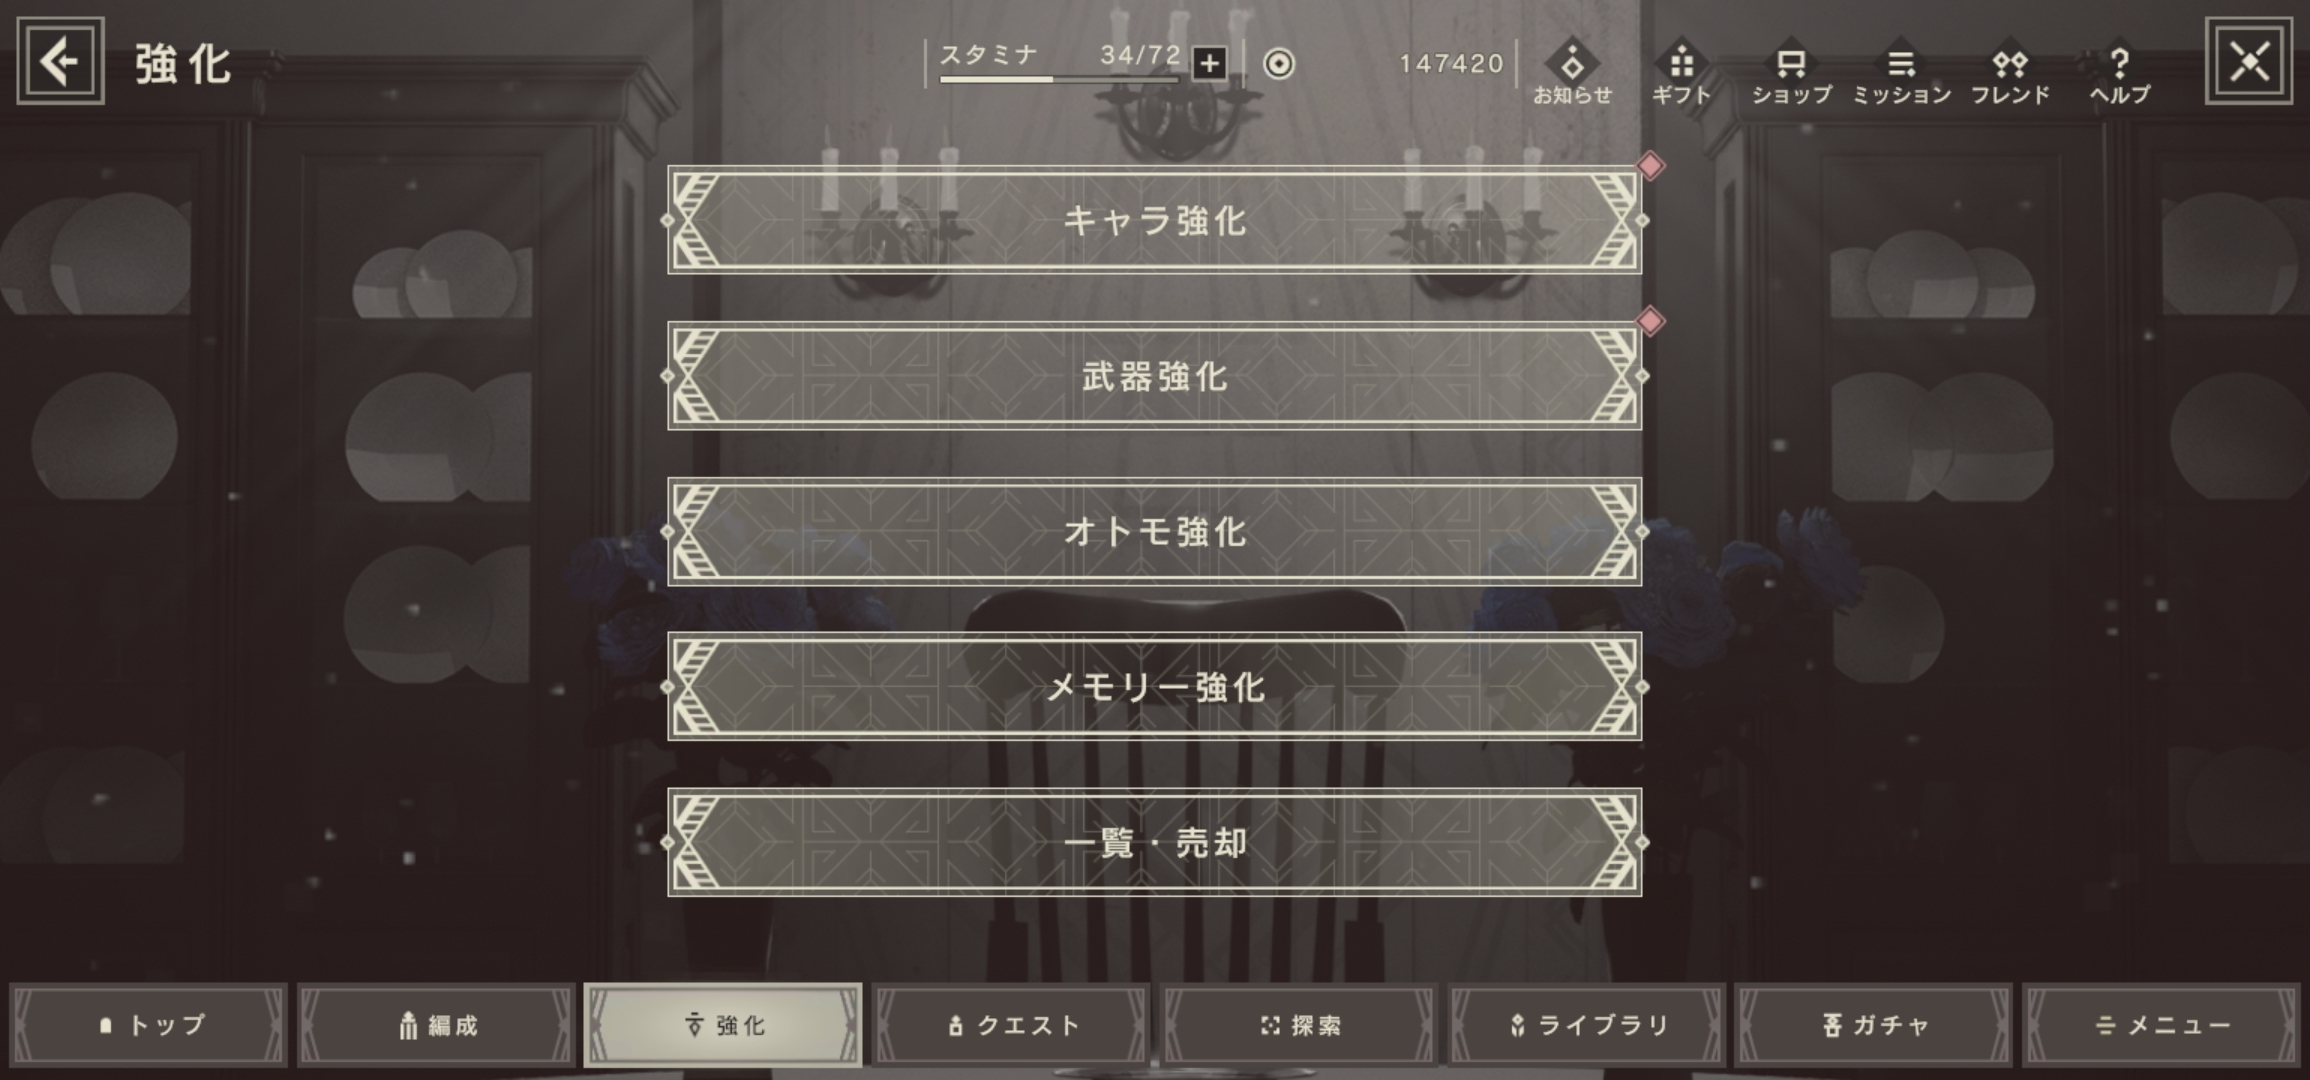 強化
スタミナ 34/72
147420
お知らせ
ギフト
ショップ
ミッション
フレンド
ヘルプ
キャラ強化
武器強化
オトモ強化
メモリー強化
一覧・売却
トップ
編成
強化
クエスト
探索
ライブラリ
ガチャ
メニュー